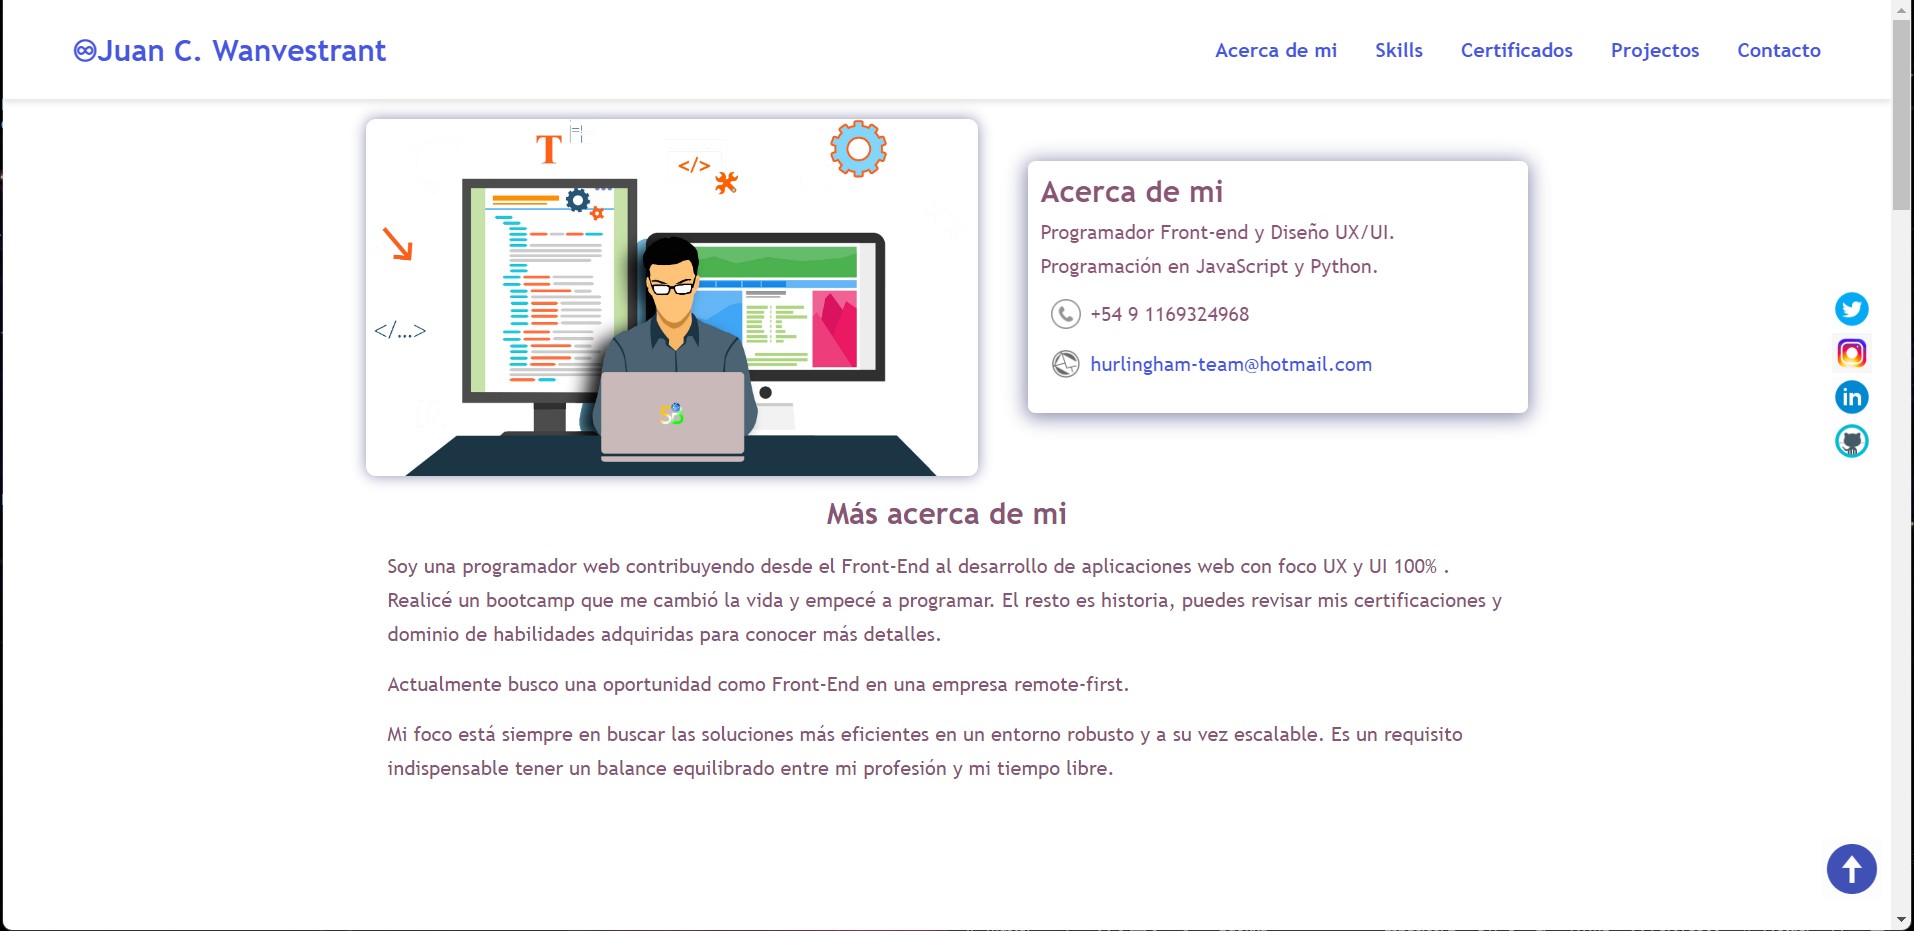 ♾Juan C. Wanvestrant
Acerca de mi Skills Certificados Projectos Contacto
T
</>
</...>
Acerca de mi
Programador Front-end y Diseño UX/UI.
Programación en JavaScript y Python.
+54 9 1169324968
hurlingham-team@hotmail.com
in
Más acerca de mi
Soy una programador web contribuyendo desde el Front-End al desarrollo de aplicaciones web con foco UX y UI 100% .
Realicé un bootcamp que me cambió la vida y empecé a programar. El resto es historia, puedes revisar mis certificaciones y
dominio de habilidades adquiridas para conocer más detalles.
Actualmente busco una oportunidad como Front-End en una empresa remote-first.
Mi foco está siempre en buscar las soluciones más eficientes en un entorno robusto y a su vez escalable. Es un requisito
indispensable tener un balance equilibrado entre mi profesión y mi tiempo libre.